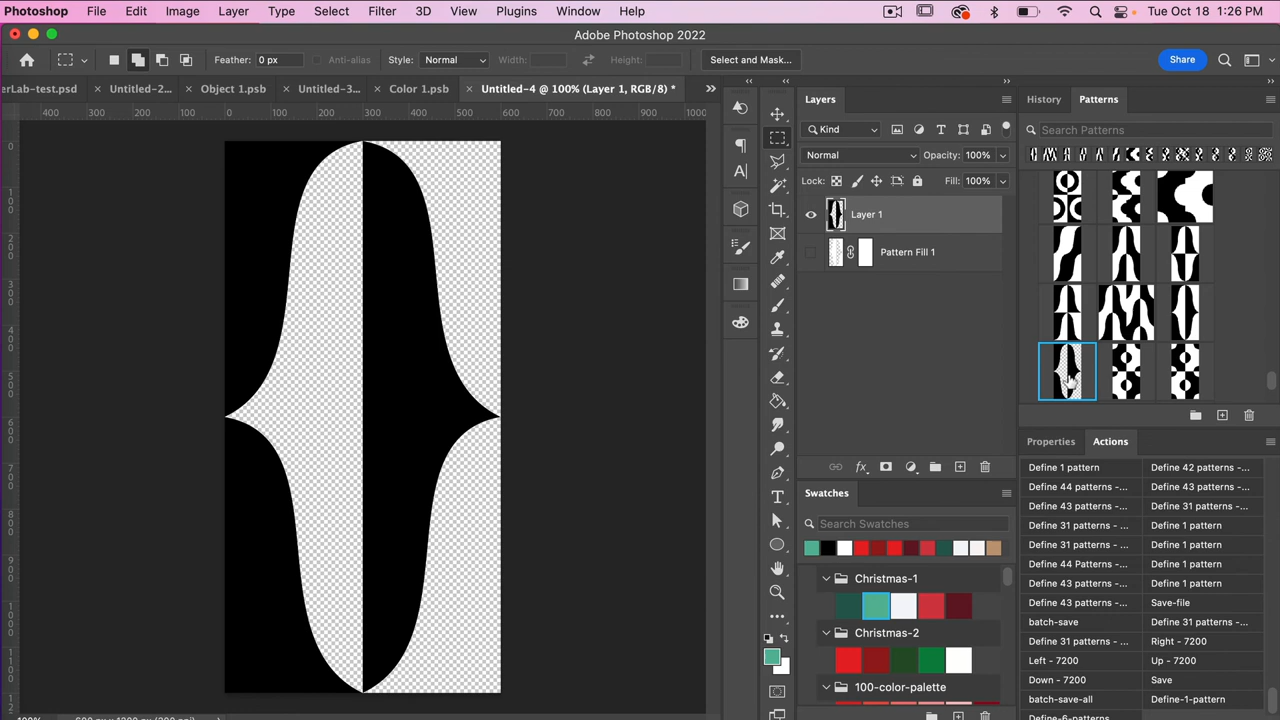 Photoshop File Edit Image Layer Type Select Filter 3D View Plugins Window Help Tue Oct 18 1:26 PM
Adobe Photoshop 2022
Feather: 0 px Anti-alias Style: Normal Width: Height: Select and Mask... Share
erLab-test.psd × Untitled-2... × Object 1.psb × Untitled-3... × Color 1.psb × Untitled-4 @ 100% (Layer 1, RGB/8) *
200 100 0 100 200 300 400 500 600 700 800 900 1000
Layers
Kind
Normal Opacity: 100%
Lock: Fill: 100%
Layer 1
Pattern Fill 1
Swatches
Search Swatches
Christmas-1
Christmas-2
100-color-palette
History Patterns
Search Patterns
Properties Actions
Define 1 pattern Define 42 patterns -...
Define 44 patterns -... Define 43 patterns -...
Define 43 patterns -... Define 31 patterns -...
Define 31 patterns -... Define 1 pattern
Define 31 patterns -... Define 1 pattern
Define 44 Patterns -... Define 1 pattern
Define 43 patterns -... Define 1 pattern
Define 43 patterns -... Save-file
batch-save Define 31 patterns -...
Define 31 patterns -... Right - 7200
Left - 7200 Up - 7200
Down - 7200 Save
batch-save-all Define-1-pattern
Define-6-patterns